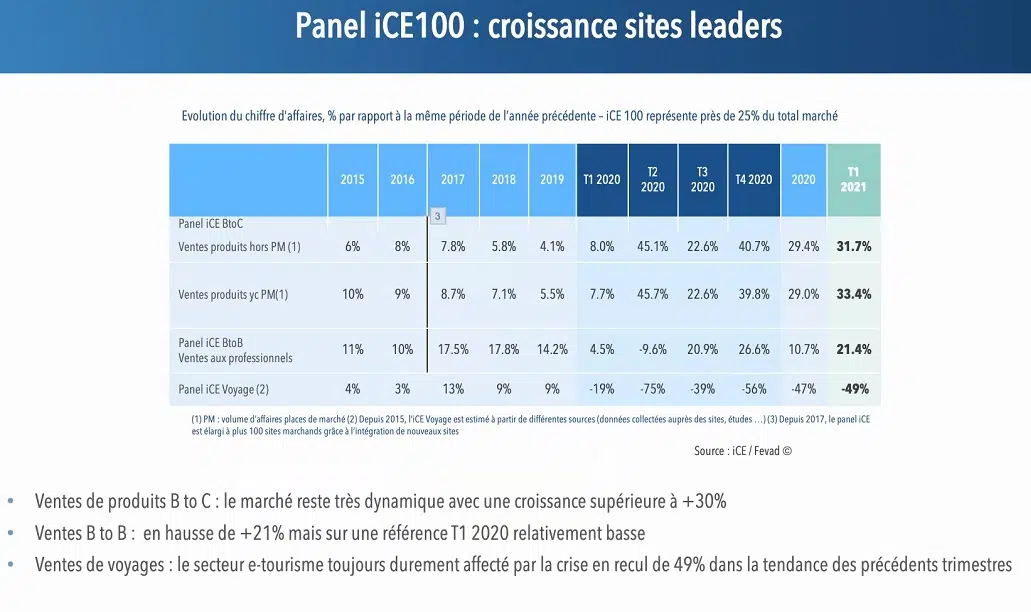 Panel iCE100 : croissance sites leaders
Evolution du chiffre d'affaires, % par rapport à la même période de l'année précédente – iCE 100 représente près de 25% du total marché
2015 2016 2017 2018 2019 T1 2020 T2 2020 T3 2020 T4 2020 2020 T1 2021
3
Panel iCE BtoC
Ventes produits hors PM (1) 6% 8% 7.8% 5.8% 4.1% 8.0% 45.1% 22.6% 40.7% 29.4% 31.7%
Ventes produits yc PM(1) 10% 9% 8.7% 7.1% 5.5% 7.7% 45.7% 22.6% 39.8% 29.0% 33.4%
Panel iCE BtoB
Ventes aux professionnels 11% 10% 17.5% 17.8% 14.2% 4.5% -9.6% 20.9% 26.6% 10.7% 21.4%
Panel iCE Voyage (2) 4% 3% 13% 9% 9% -19% -75% -39% -56% -47% -49%
(1) PM : volume d'affaires places de marché (2) Depuis 2015, l'iCE Voyage est estimé à partir de différentes sources (données collectées auprès des sites, études ...) (3) Depuis 2017, le panel iCE
est élargi à plus 100 sites marchands grâce à l'intégration de nouveaux sites
Source : iCE / Fevad ©
• Ventes de produits B to C : le marché reste très dynamique avec une croissance supérieure à +30%
• Ventes B to B : en hausse de +21% mais sur une référence T1 2020 relativement basse
• Ventes de voyages : le secteur e-tourisme toujours durement affecté par la crise en recul de 49% dans la tendance des précédents trimestres